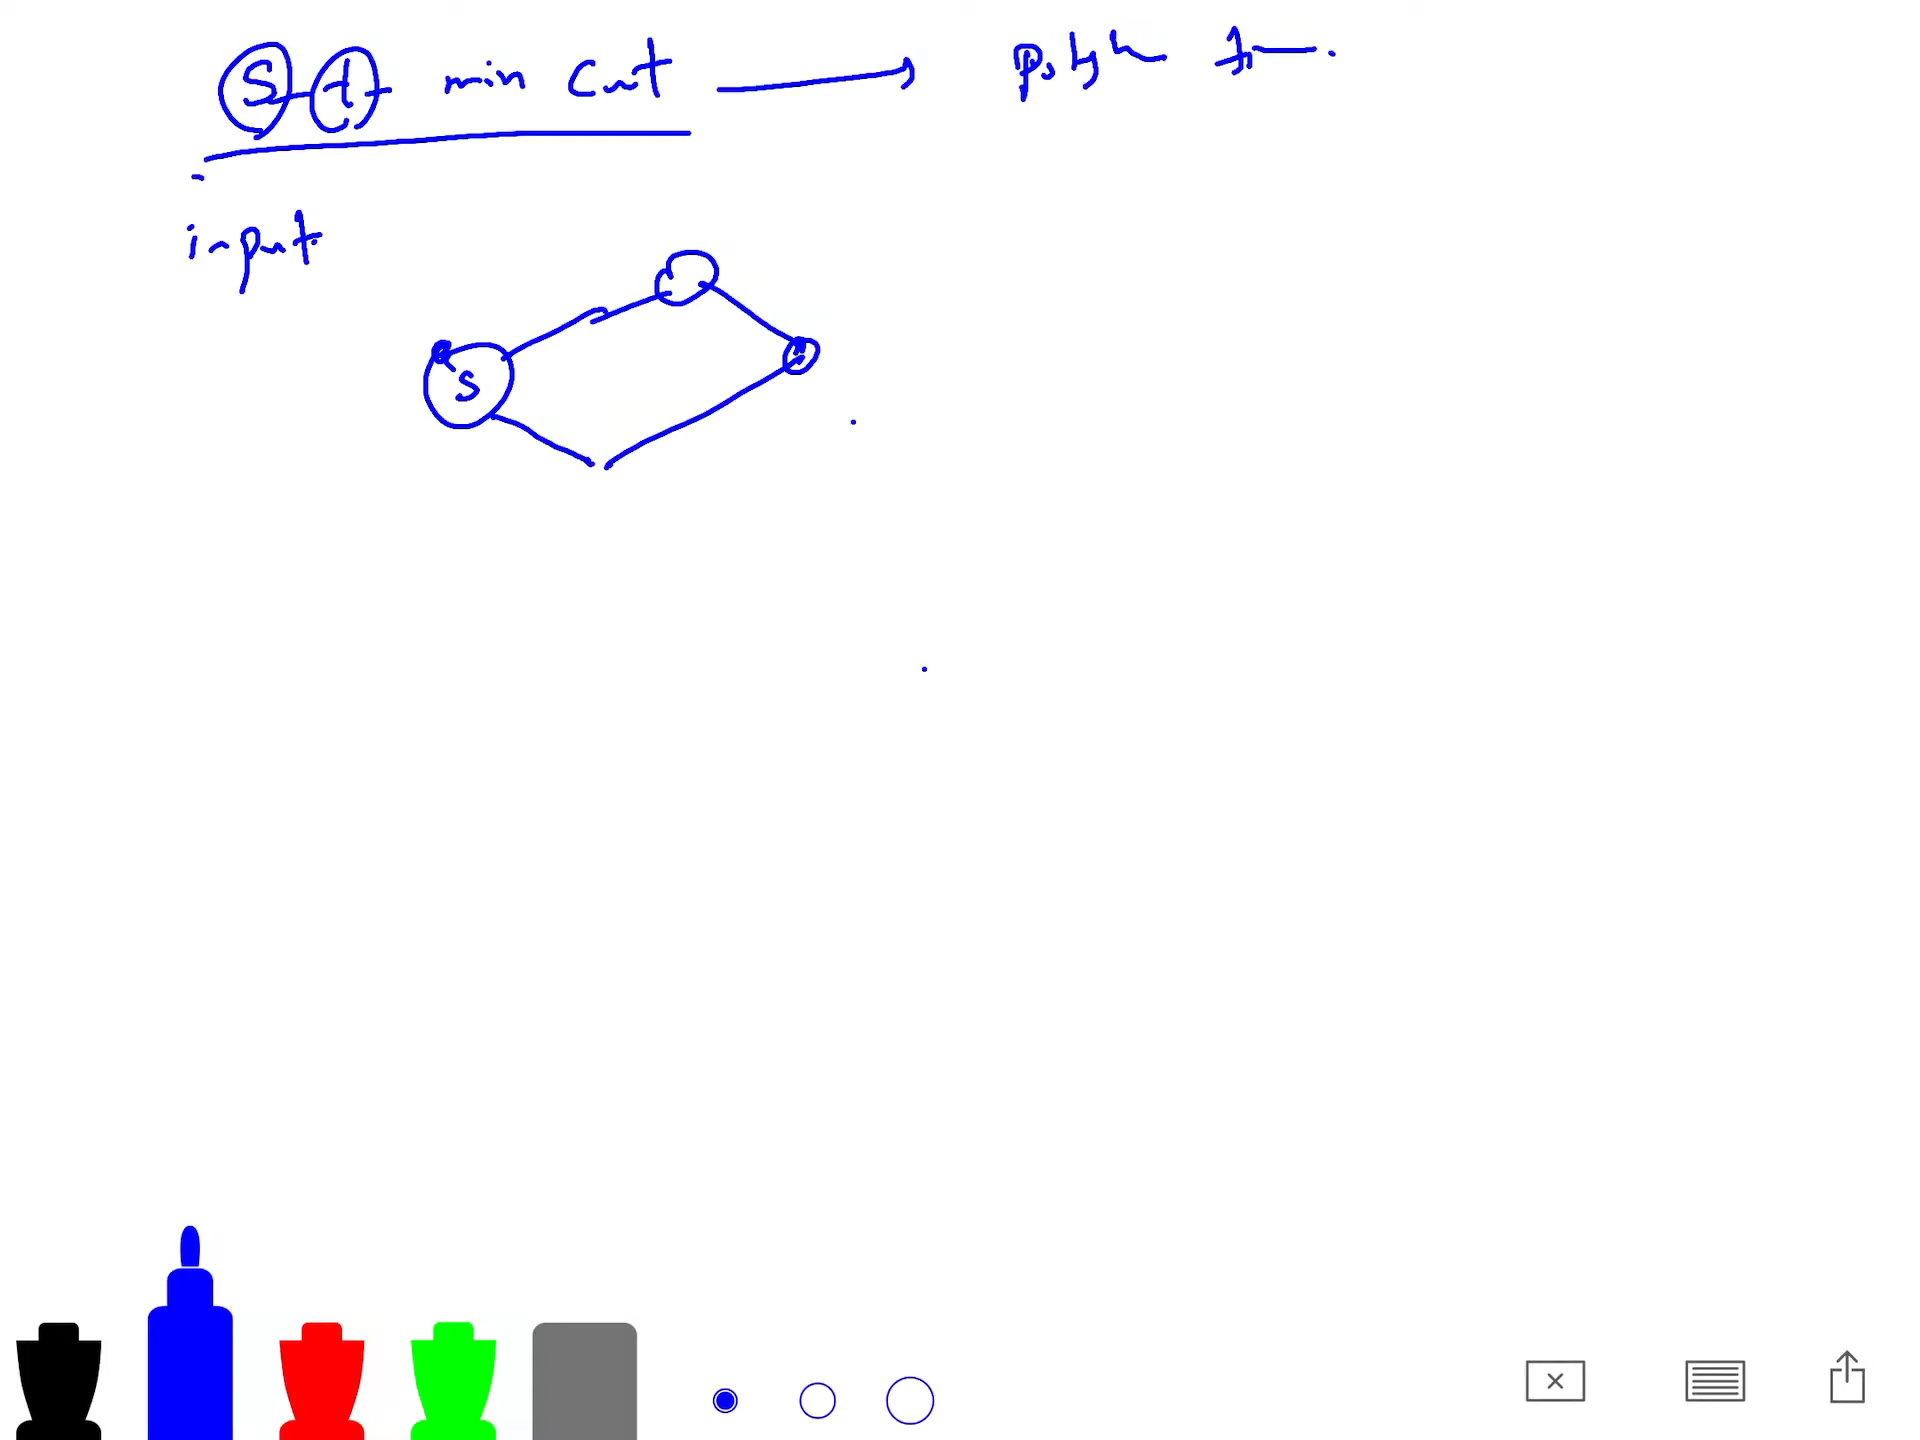 S-t- min Cut → Poly time.
input
S